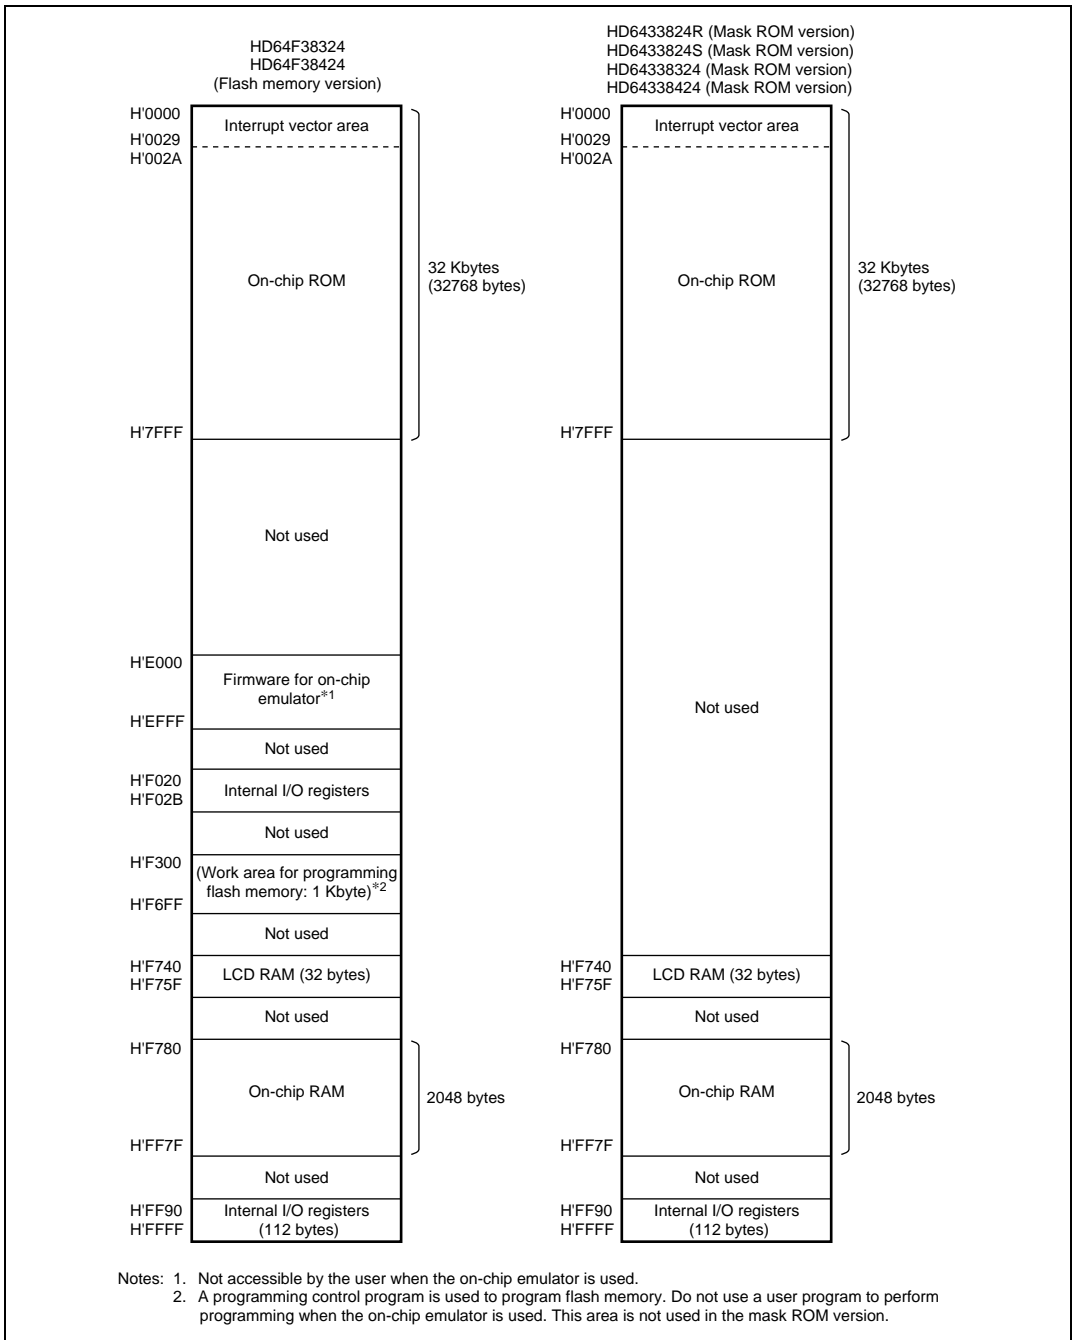 HD64F38324
HD64F38424
(Flash memory version)
H'0000
Interrupt vector area
H'0029
H'002A
On-chip ROM
32 Kbytes
(32768 bytes)
H'7FFF
Not used
H'E000
Firmware for on-chip
emulator*1
H'EFFF
Not used
H'F020
Internal I/O registers
H'F02B
Not used
H'F300
(Work area for programming
flash memory: 1 Kbyte)*2
H'F6FF
Not used
H'F740
LCD RAM (32 bytes)
H'F75F
Not used
H'F780
On-chip RAM
2048 bytes
H'FF7F
Not used
H'FF90
Internal I/O registers
H'FFFF
(112 bytes)
HD6433824R (Mask ROM version)
HD6433824S (Mask ROM version)
HD64338324 (Mask ROM version)
HD64338424 (Mask ROM version)
H'0000
Interrupt vector area
H'0029
H'002A
On-chip ROM
32 Kbytes
(32768 bytes)
H'7FFF
Not used
H'F740
LCD RAM (32 bytes)
H'F75F
Not used
H'F780
On-chip RAM
2048 bytes
H'FF7F
Not used
H'FF90
Internal I/O registers
H'FFFF
(112 bytes)
Notes: 1. Not accessible by the user when the on-chip emulator is used.
2. A programming control program is used to program flash memory. Do not use a user program to perform
programming when the on-chip emulator is used. This area is not used in the mask ROM version.